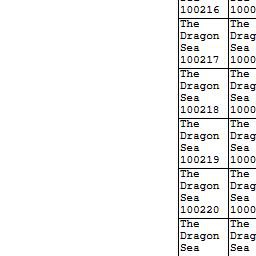 100216 1000
The Drag
Dragon Drag
Sea Sea
100217 1000
The The
Dragon Drag
Sea Sea
100218 1000
The The
Dragon Drag
Sea Sea
100219 1000
The The
Dragon Drag
Sea Sea
100220 1000
The The
Dragon Drag
Sea Sea